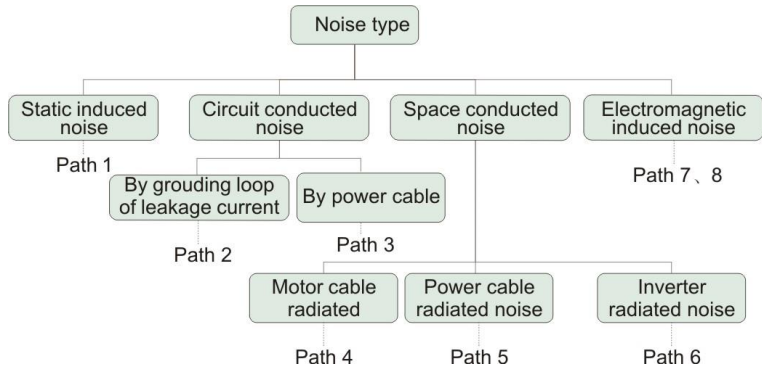 Noise type
Static induced
noise
Circuit conducted
noise
Space conducted
noise
Electromagnetic
induced noise
Path 1
Path 7、8
By grouding loop
of leakage current
By power cable
Path 2
Path 3
Motor cable
radiated
Power cable
radiated noise
Inverter
radiated noise
Path 4
Path 5
Path 6